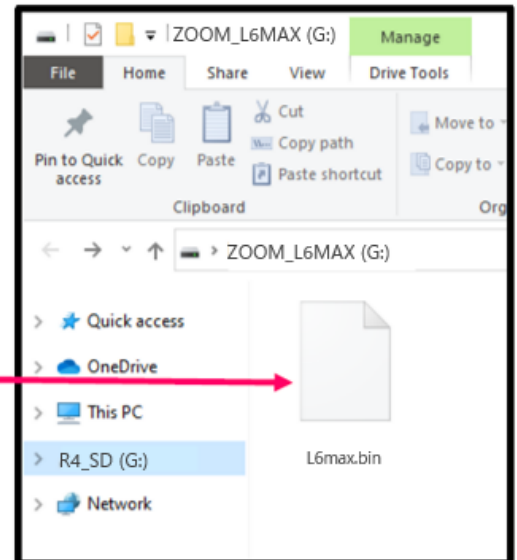 ZOOM_L6MAX (G:)
Manage
File Home Share View Drive Tools
Pin to Quick access
Copy
Paste
Cut
Copy path
Paste shortcut
Move to
Copy to
Clipboard
Org
ZOOM_L6MAX (G:)
Quick access
OneDrive
This PC
R4_SD (G:)
Network
L6max.bin